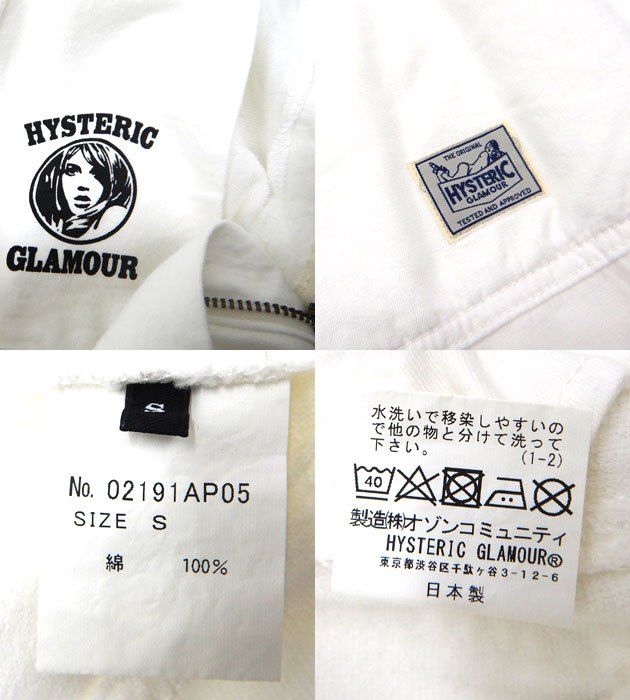 HYSTERIC
GLAMOUR
THE ORIGINAL
HYSTERIC
GLAMOUR
TESTED AND APPROVED
S
No. 02191AP05
SIZE S
綿 100%
水洗いで移染しやすいの
で他の物と分けて洗って
下さい。
(1-2)
40
製造㈱オゾンコミュニティ
HYSTERIC GLAMOUR®
東京都渋谷区千駄ヶ谷3-12-6
日本製